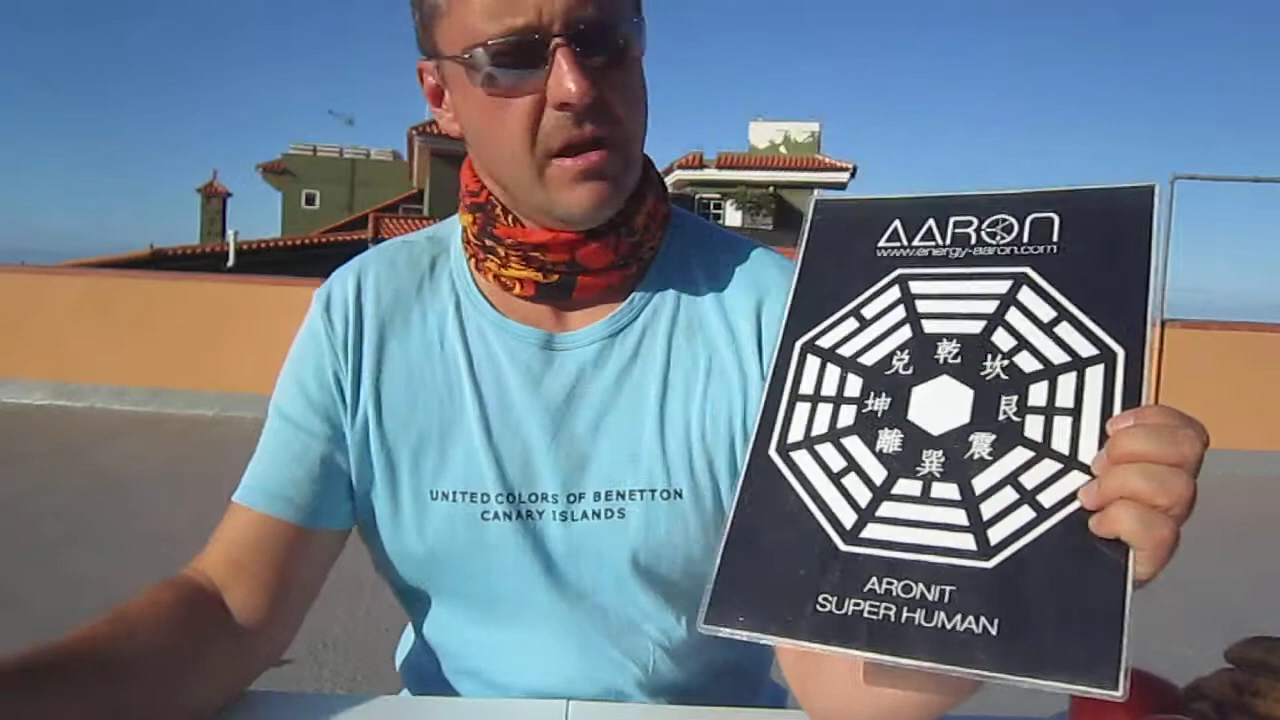 UNITED COLORS OF BENETTON
CANARY ISLANDS
AARON
www.energy-aaron.com
乾
兑
坎
坤
艮
離
震
巽
ARONIT
SUPER HUMAN